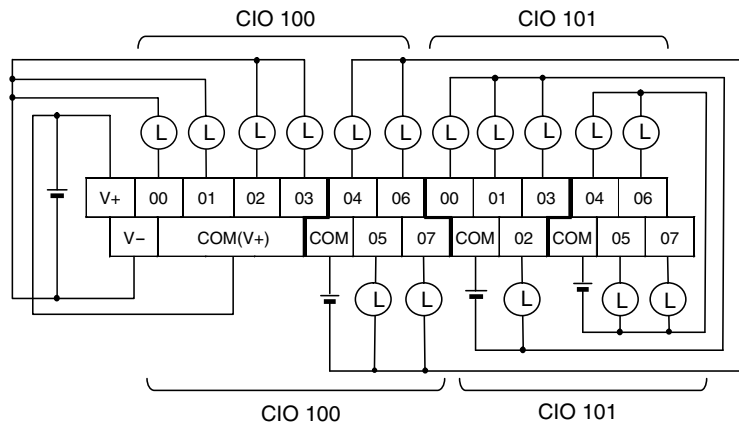 CIO 100 CIO 101
L L L L L L L L L L L
V+ 00 01 02 03 04 06 00 01 03 04 06
V− COM(V+) COM 05 07 COM 02 COM 05 07
L L L L L
CIO 100 CIO 101